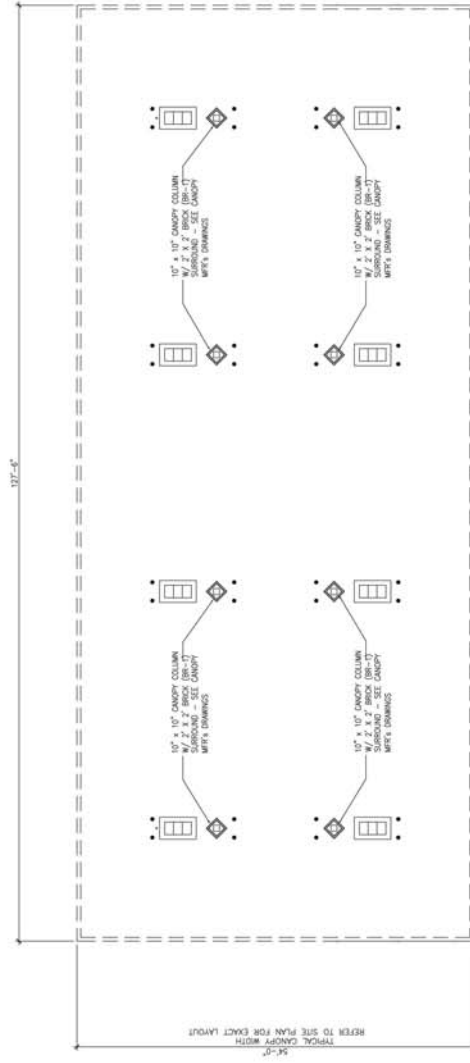 127'-6"
10" x 10" CANOPY COLUMN
W/ 2' X 2' BRICK (BR-1)
SURROUND - SEE CANOPY
MFR's DRAWINGS
10" x 10" CANOPY COLUMN
W/ 2' X 2' BRICK (BR-1)
SURROUND - SEE CANOPY
MFR's DRAWINGS
10" x 10" CANOPY COLUMN
W/ 2' X 2' BRICK (BR-1)
SURROUND - SEE CANOPY
MFR's DRAWINGS
10" x 10" CANOPY COLUMN
W/ 2' X 2' BRICK (BR-1)
SURROUND - SEE CANOPY
MFR's DRAWINGS
54'-0"
TYPICAL CANOPY WIDTH
REFER TO SITE PLAN FOR EXACT LAYOUT